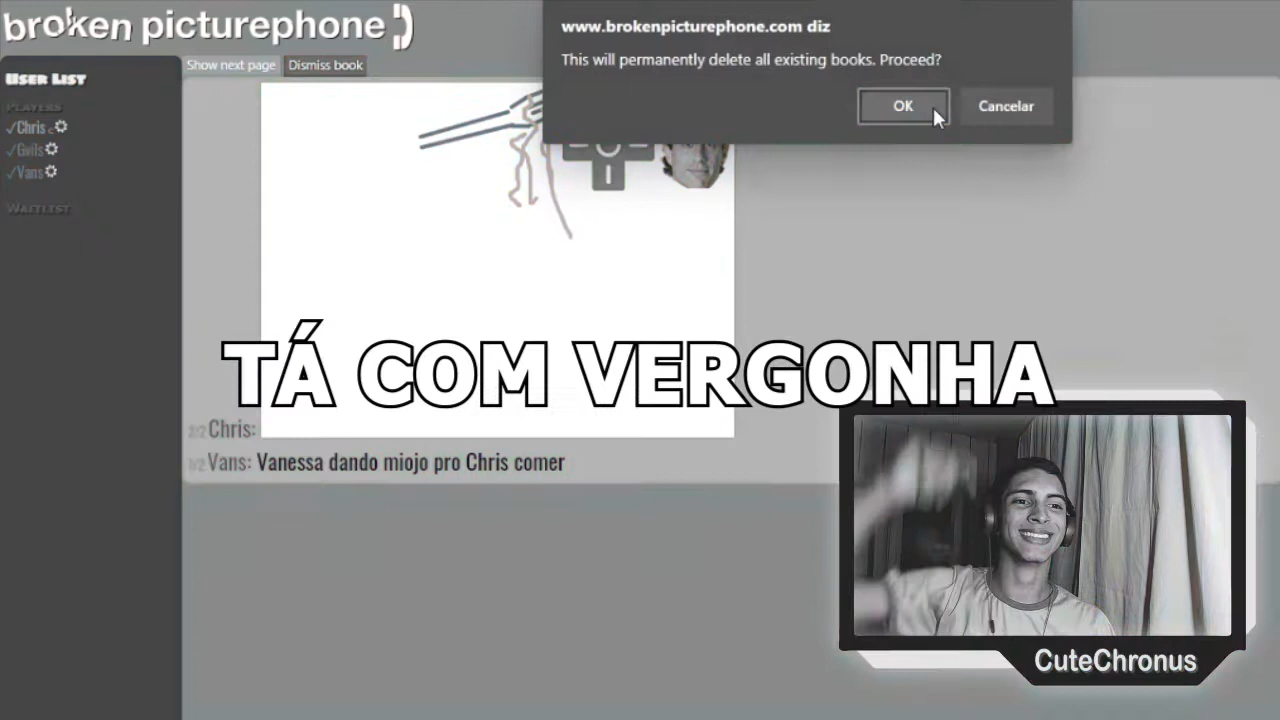 broken picturephone
www.brokenpicturephone.com diz
This will permanently delete all existing books. Proceed?
OK
Cancelar
Show next page
Dismiss book
USER LIST
PLAYERS
✓Chris
✓Gvils
✓Vans
WAITLIST
TÁ COM VERGONHA
2/2 Chris:
1/2 Vans: Vanessa dando miojo pro Chris comer
CuteChronus